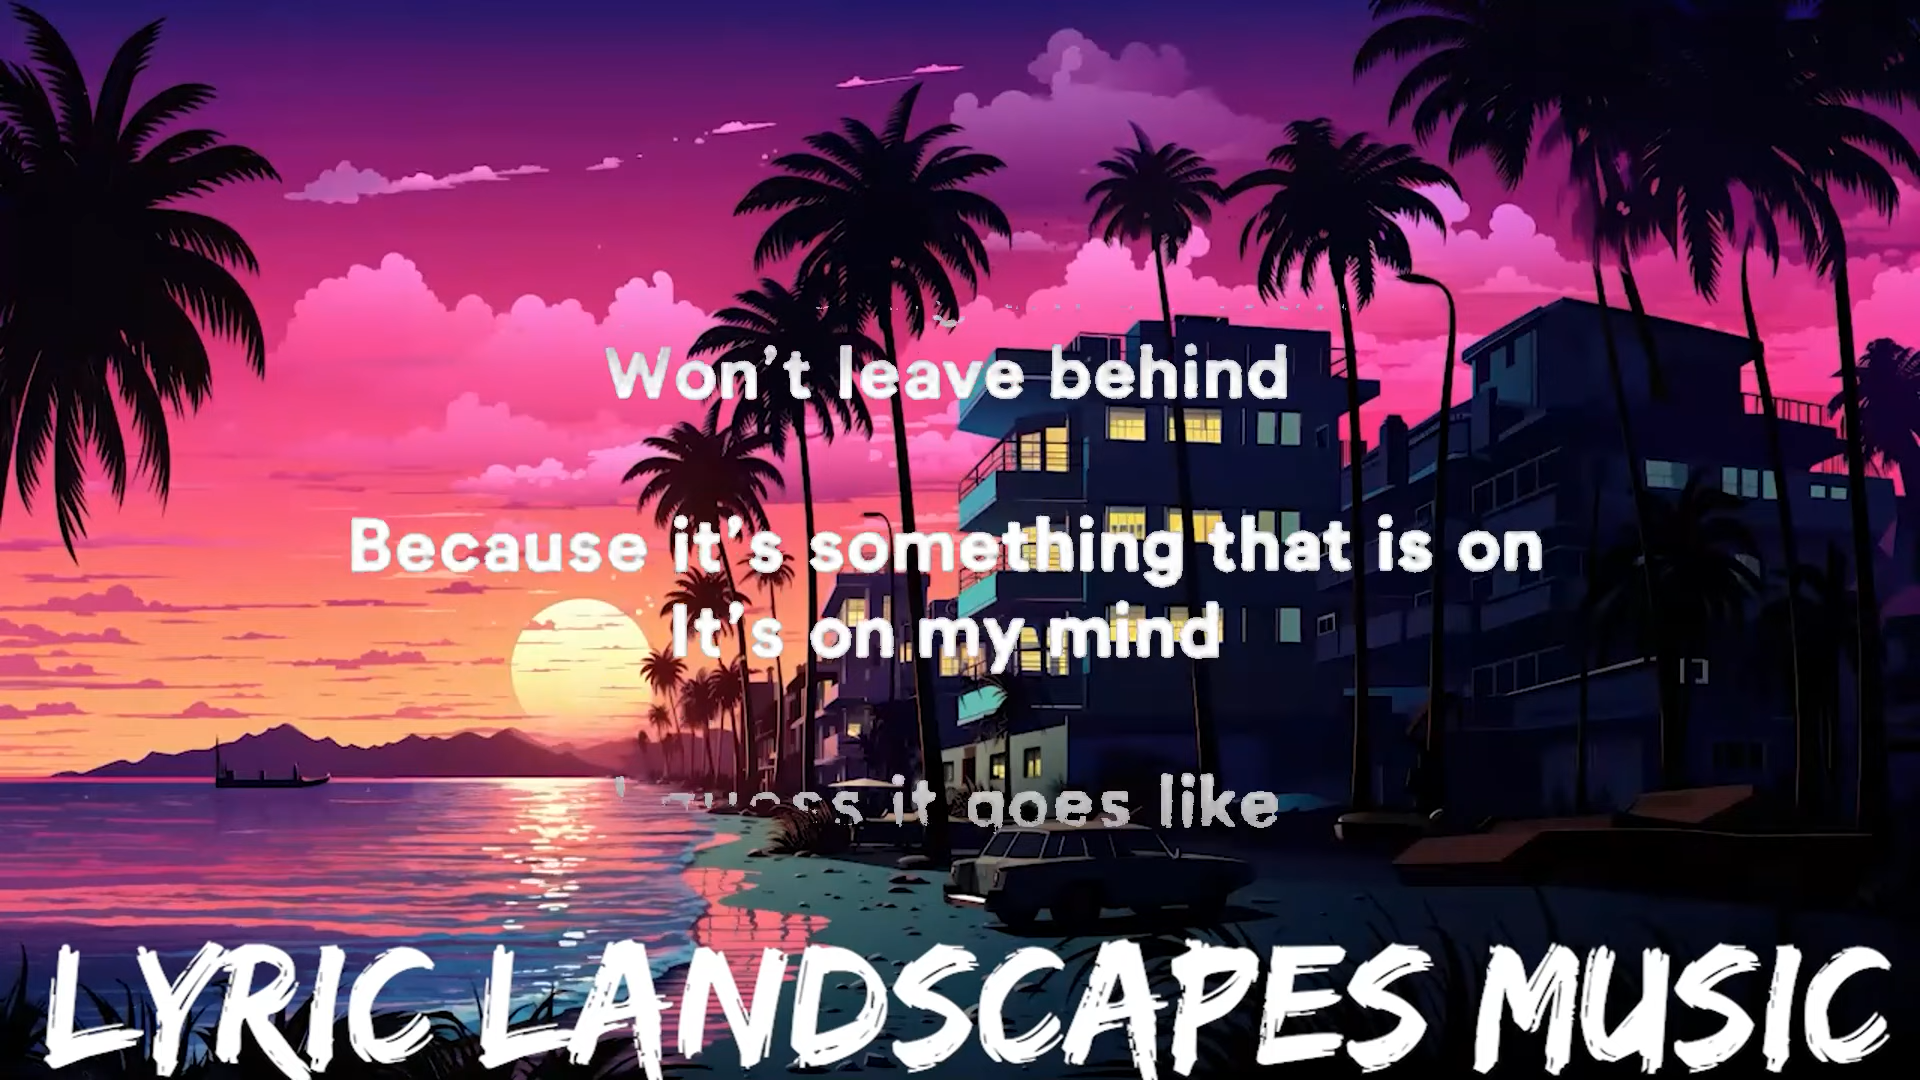 Won't leave behind
Because it's something that is on
It's on my mind
guess it goes like
LYRIC LANDSCAPES MUSIC